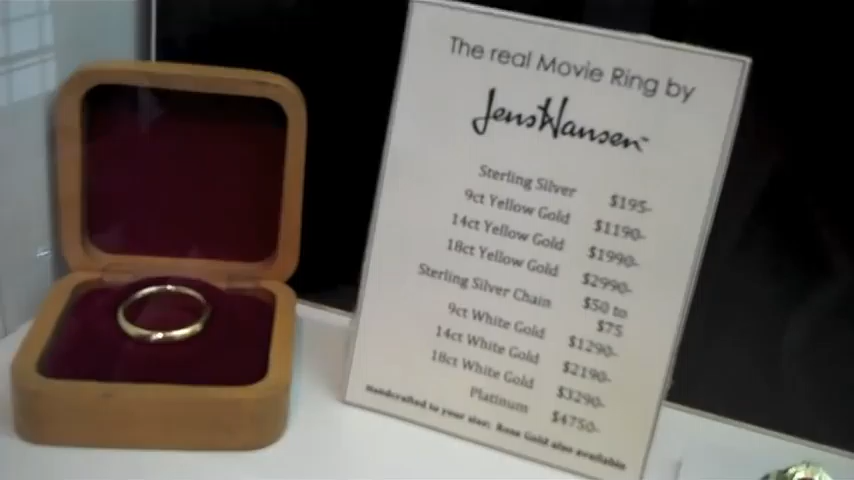 The real Movie Ring by
Jens Hansen™
Sterling Silver $195-
9ct Yellow Gold $1190-
14ct Yellow Gold $1990-
18ct Yellow Gold $2990-
Sterling Silver Chain $50 to $75
9ct White Gold $1290-
14ct White Gold $2190-
18ct White Gold $3290-
Platinum $4750-
Handcrafted to your size; Rose Gold also available